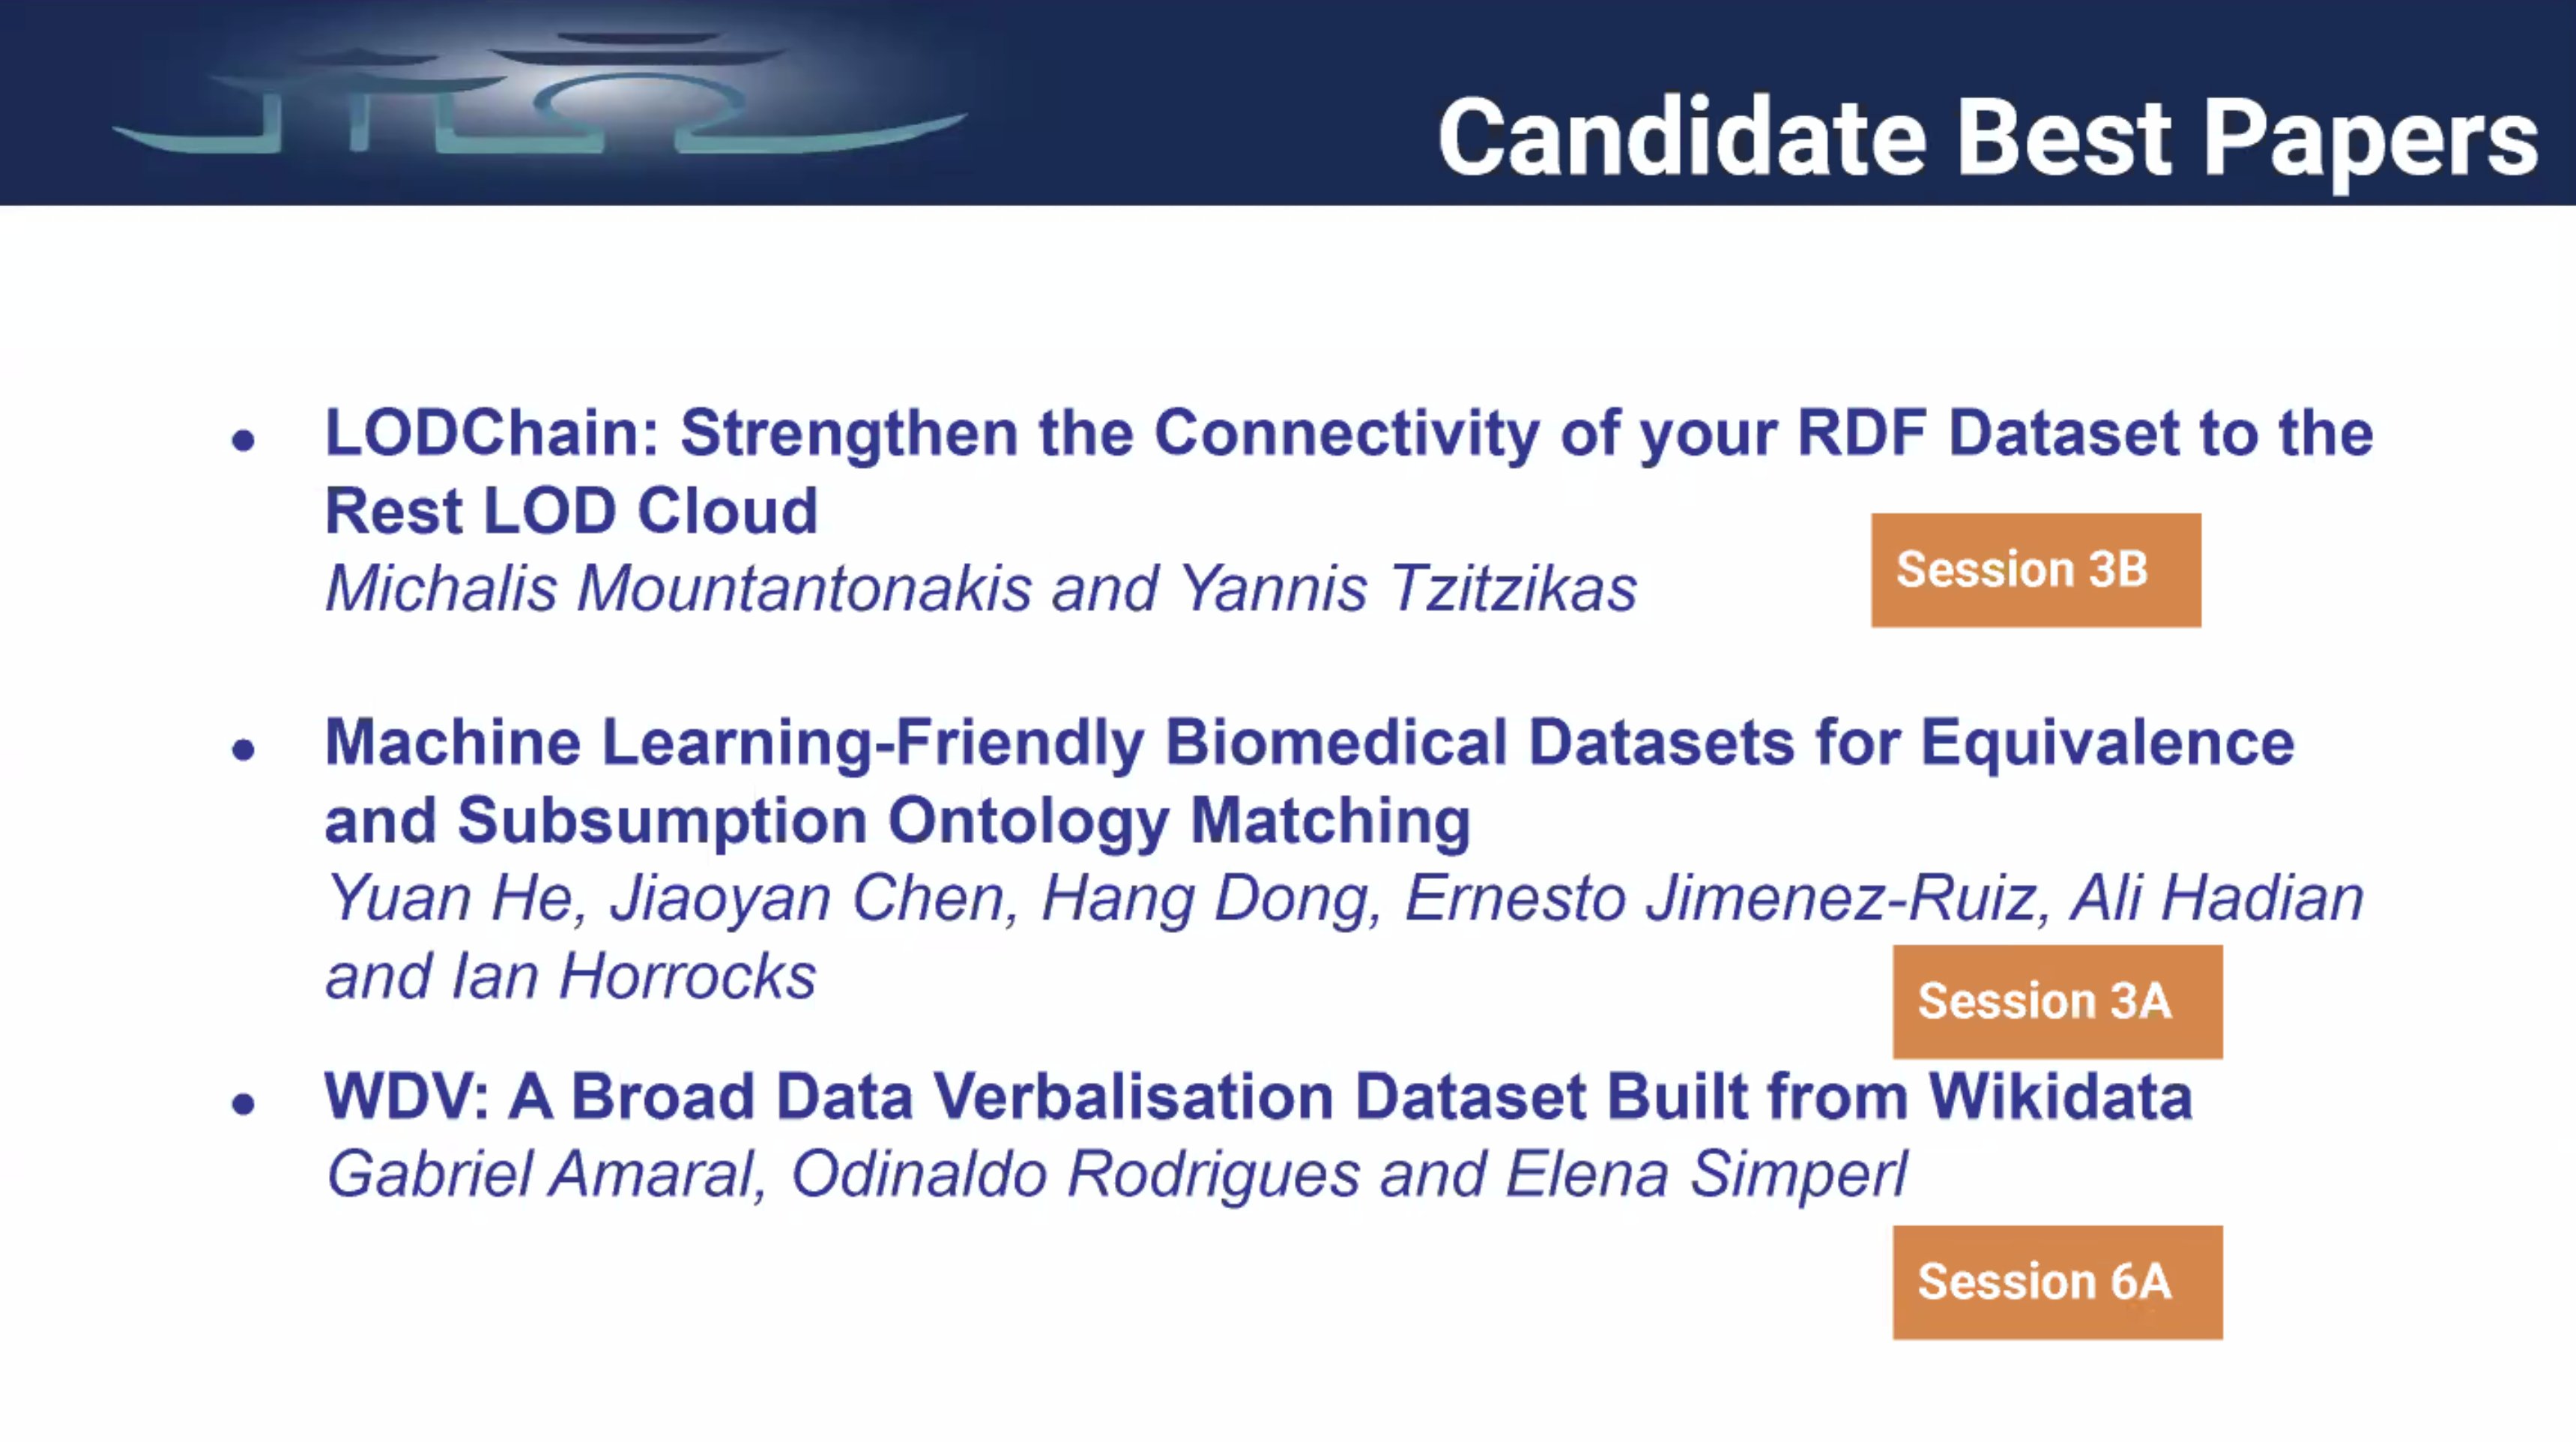 Candidate Best Papers
• LODChain: Strengthen the Connectivity of your RDF Dataset to the
Rest LOD Cloud
Michalis Mountantonakis and Yannis Tzitzikas
Session 3B
• Machine Learning-Friendly Biomedical Datasets for Equivalence
and Subsumption Ontology Matching
Yuan He, Jiaoyan Chen, Hang Dong, Ernesto Jimenez-Ruiz, Ali Hadian
and Ian Horrocks
Session 3A
• WDV: A Broad Data Verbalisation Dataset Built from Wikidata
Gabriel Amaral, Odinaldo Rodrigues and Elena Simperl
Session 6A